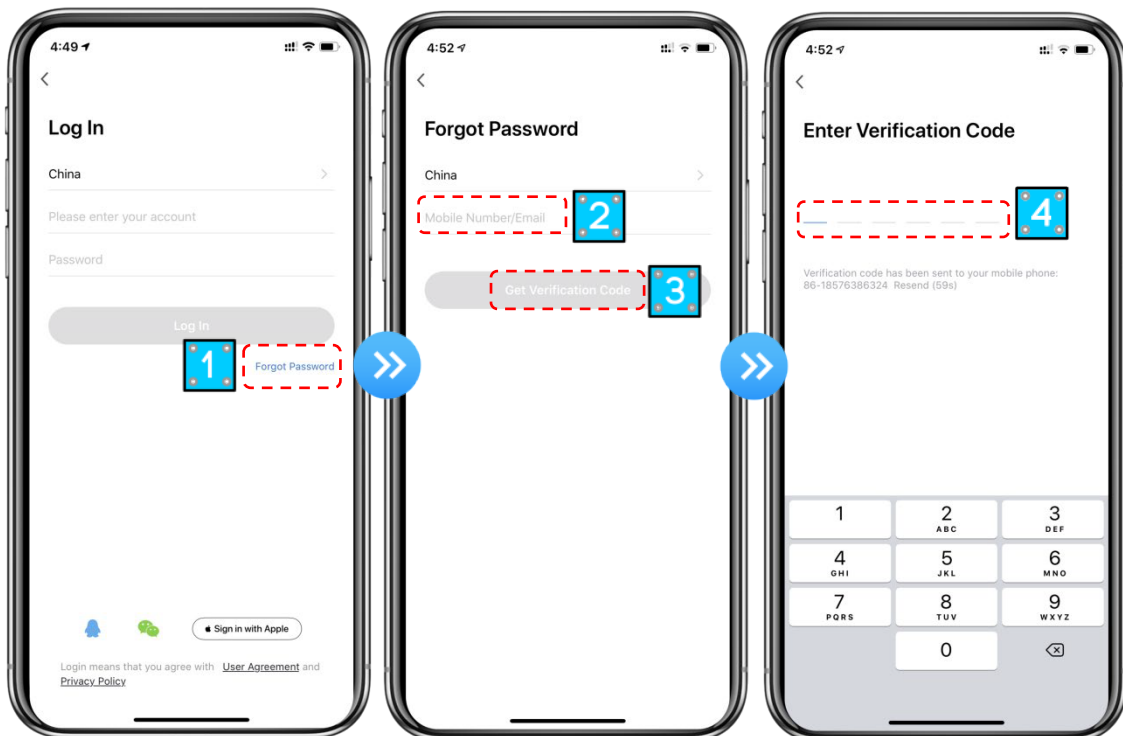 4:49
Log In
China
Please enter your account
Password
Log In
1
Forgot Password
Sign in with Apple
Login means that you agree with User Agreement and
Privacy Policy
4:52
Forgot Password
China
Mobile Number/Email
2
Get Verification Code
3
4:52
Enter Verification Code
4
Verification code has been sent to your mobile phone:
86-18576386324 Resend (59s)
1
2
ABC
3
DEF
4
GHI
5
JKL
6
MNO
7
PQRS
8
TUV
9
WXYZ
0